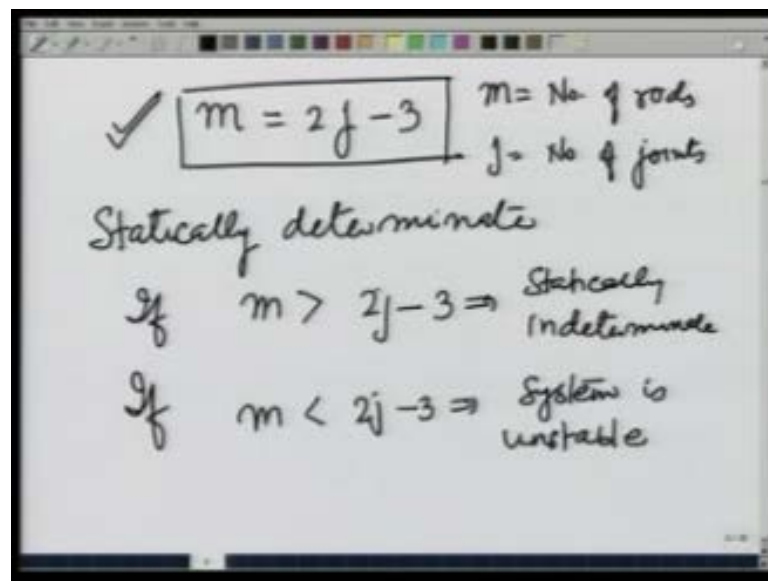 m = 2j - 3
m = No of rods
j = No of joints
Statically determinate
If m > 2j - 3 ⇒ Statically Indeterminate
If m < 2j - 3 ⇒ System is unstable